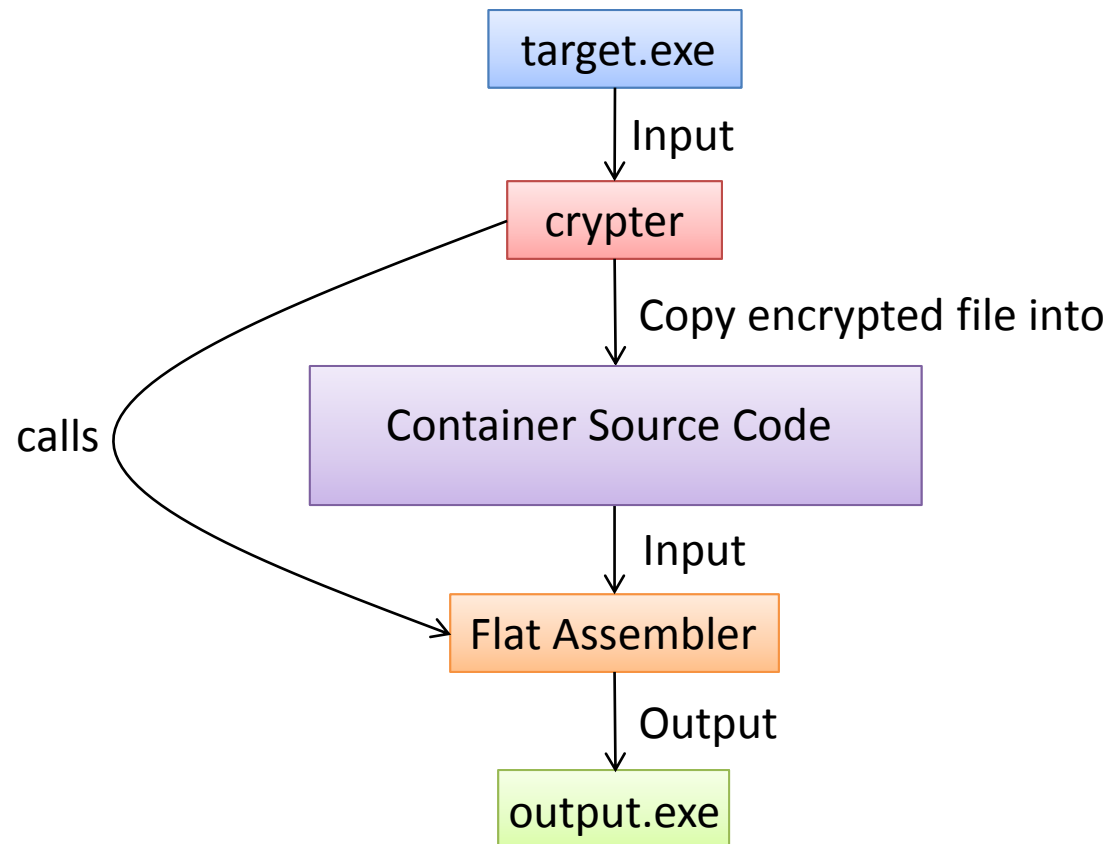 target.exe
Input
crypter
Copy encrypted file into
Container Source Code
calls
Input
Flat Assembler
Output
output.exe